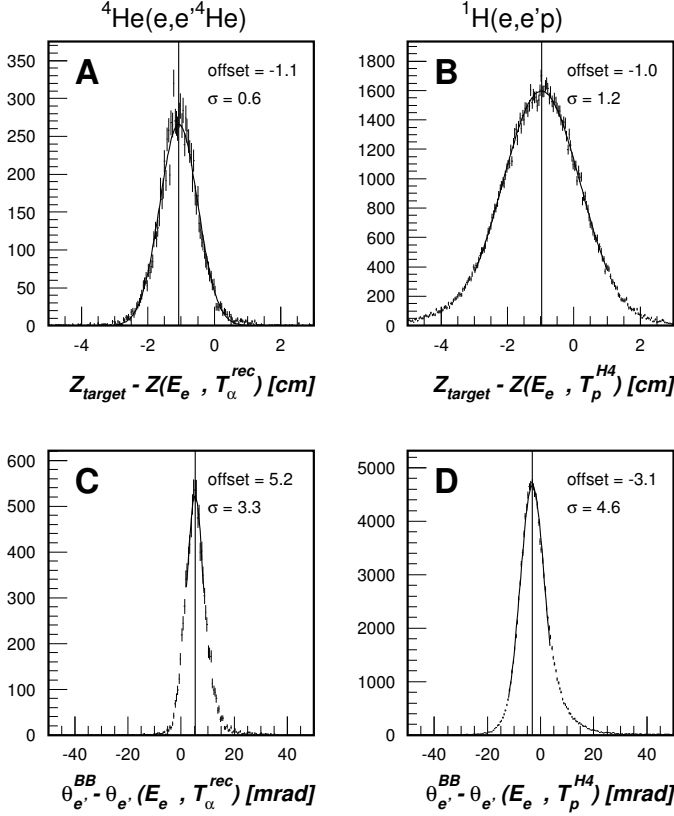 ⁴He(e,e'⁴He)
¹H(e,e'p)
A
offset = -1.1
σ = 0.6
350
300
250
200
150
100
50
0
-4 -2 0 2
Z_target - Z(E_e , T_α^rec) [cm]
B
offset = -1.0
σ = 1.2
1800
1600
1400
1200
1000
800
600
400
200
0
-4 -2 0 2
Z_target - Z(E_e , T_p^H4) [cm]
C
offset = 5.2
σ = 3.3
600
500
400
300
200
100
0
-40 -20 0 20 40
θ_e'^BB - θ_e' (E_e , T_α^rec) [mrad]
D
offset = -3.1
σ = 4.6
5000
4000
3000
2000
1000
0
-40 -20 0 20 40
θ_e'^BB - θ_e' (E_e , T_p^H4) [mrad]